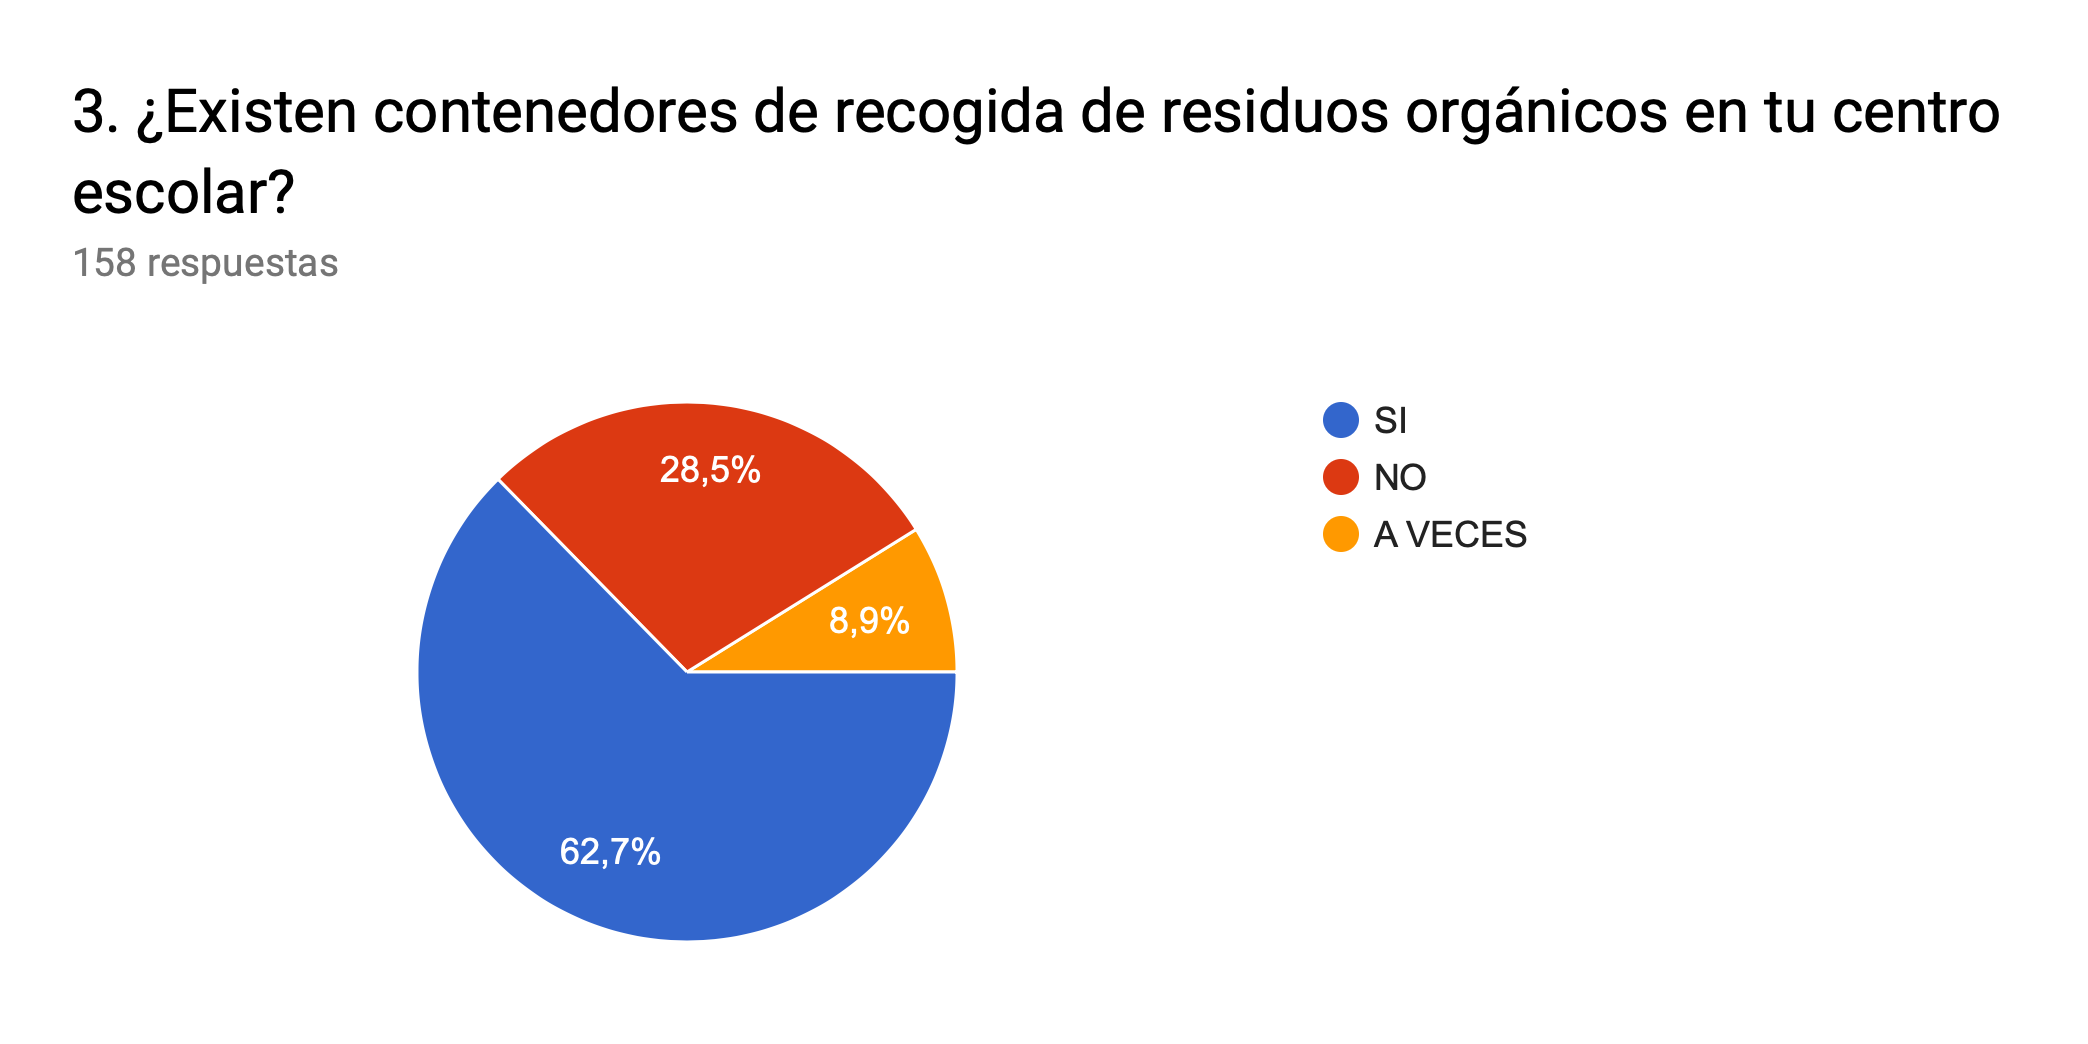 3. ¿Existen contenedores de recogida de residuos orgánicos en tu centro
escolar?
158 respuestas
SI
NO
A VECES
28,5%
8,9%
62,7%